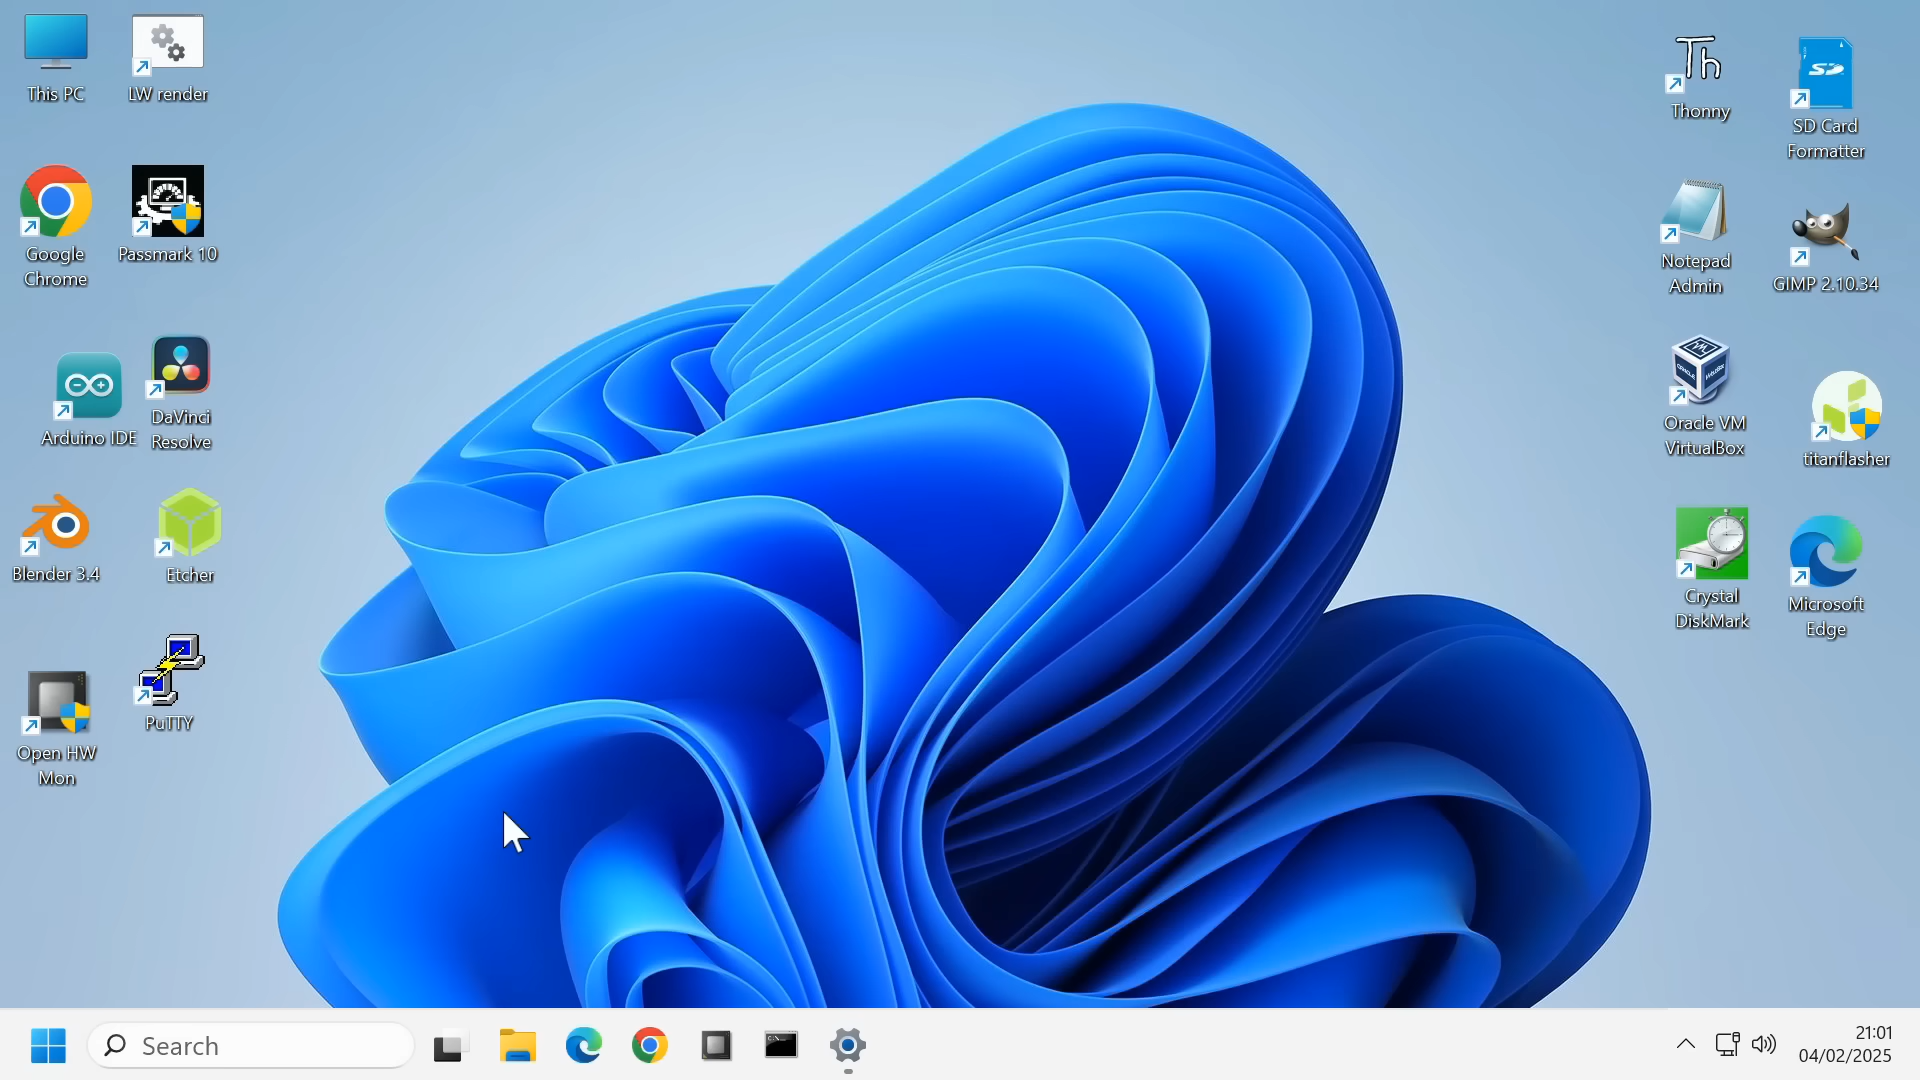 This PC
LW render
Google
Chrome
Passmark 10
Arduino IDE
DaVinci
Resolve
Blender 3.4
Etcher
Open HW
Mon
PuTTY
Th
Thonny
SD
SD Card
Formatter
Notepad
Admin
GIMP 2.10.34
Oracle VM
VirtualBox
titanflasher
Crystal
DiskMark
Microsoft
Edge
Search
21:01
04/02/2025